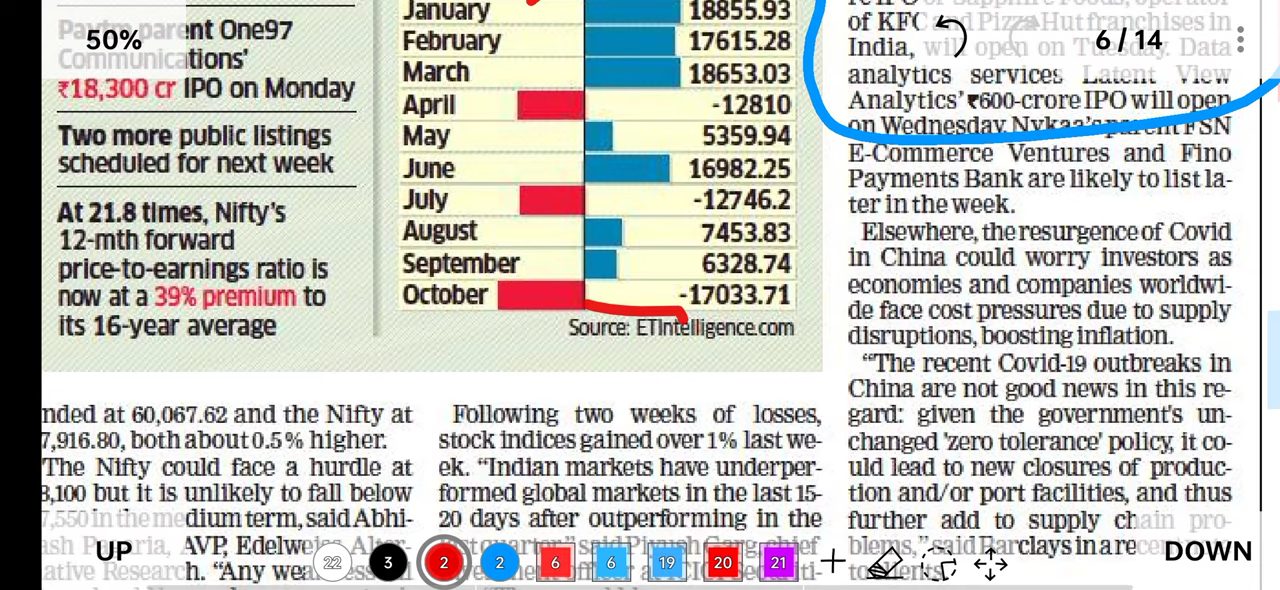 50%
6/14
Paytm parent One97
Communications'
₹18,300 cr IPO on Monday
Two more public listings
scheduled for next week
At 21.8 times, Nifty's
12-mth forward
price-to-earnings ratio is
now at a 39% premium to
its 16-year average
January 18855.93
February 17615.28
March 18653.03
April -12810
May 5359.94
June 16982.25
July -12746.2
August 7453.83
September 6328.74
October -17033.71
Source: ETIntelligence.com
nded at 60,067.62 and the Nifty at
7,916.80, both about 0.5% higher.
The Nifty could face a hurdle at
8,100 but it is unlikely to fall below
7,550 in the medium term, said Abhi-
AVP, Edelweiss
h. "Any
Following two weeks of losses,
stock indices gained over 1% last we-
ek. "Indian markets have underper-
formed global markets in the last 15-
20 days after outperforming in the
of KFC and Pizza Hut franchises in
India, will open on Tuesday. Data
analytics services Latent View
Analytics' ₹600-crore IPO will open
on Wednesday. Nykaa's parent FSN
E-Commerce Ventures and Fino
Payments Bank are likely to list la-
ter in the week.
Elsewhere, the resurgence of Covid
in China could worry investors as
economies and companies worldwi-
de face cost pressures due to supply
disruptions, boosting inflation.
"The recent Covid-19 outbreaks in
China are not good news in this re-
gard: given the government's un-
changed 'zero tolerance' policy, it co-
uld lead to new closures of produc-
tion and/or port facilities, and thus
further add to supply chain pro-
blems," said Barclays in a re
to clients.
UP
22
3
2
2
6
6
19
20
21
DOWN